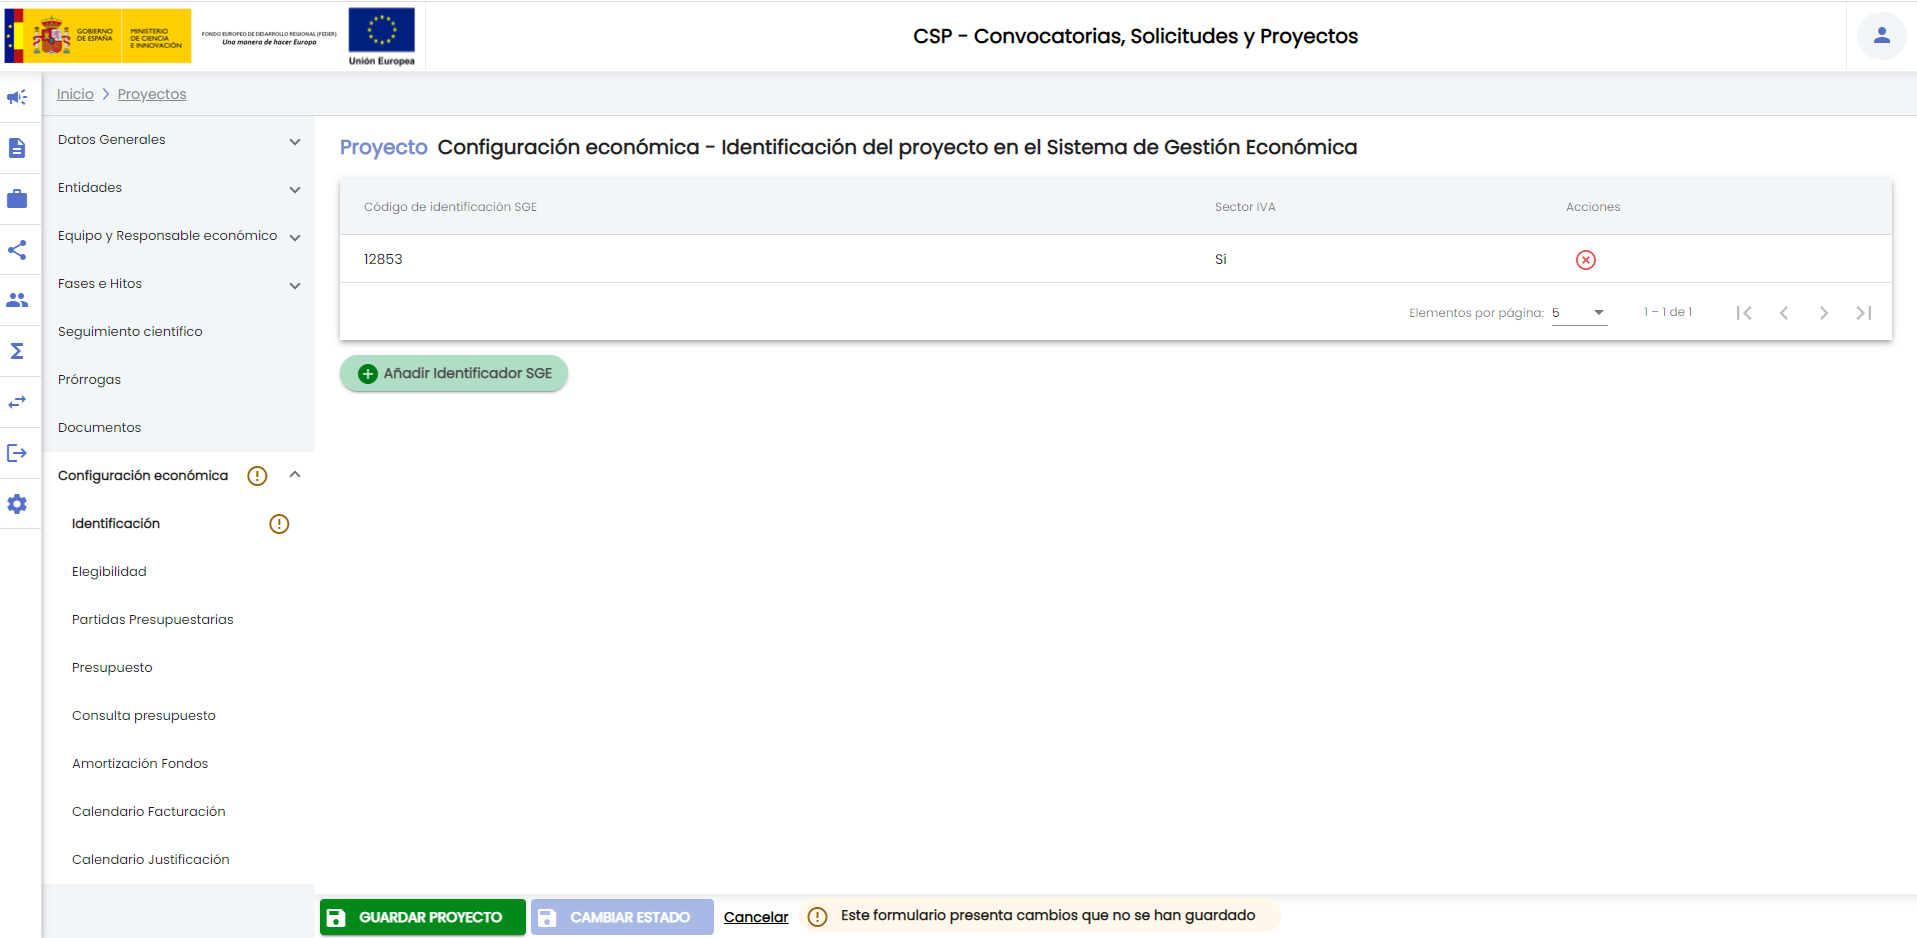 GOBIERNO
DE ESPAÑA
MINISTERIO
DE CIENCIA
E INNOVACIÓN
FONDO EUROPEO DE DESARROLLO REGIONAL (FEDER)
Una manera de hacer Europa
Unión Europea
CSP - Convocatorias, Solicitudes y Proyectos
Inicio > Proyectos
Datos Generales
Entidades
Equipo y Responsable económico
Fases e Hitos
Seguimiento científico
Prórrogas
Documentos
Configuración económica
Identificación
Elegibilidad
Partidas Presupuestarias
Presupuesto
Consulta presupuesto
Amortización Fondos
Calendario Facturación
Calendario Justificación
Proyecto Configuración económica - Identificación del proyecto en el Sistema de Gestión Económica
Código de identificación SGE Sector IVA Acciones
12853 Sí
Elementos por página: 5 1 – 1 de 1
Añadir Identificador SGE
GUARDAR PROYECTO CAMBIAR ESTADO Cancelar Este formulario presenta cambios que no se han guardado